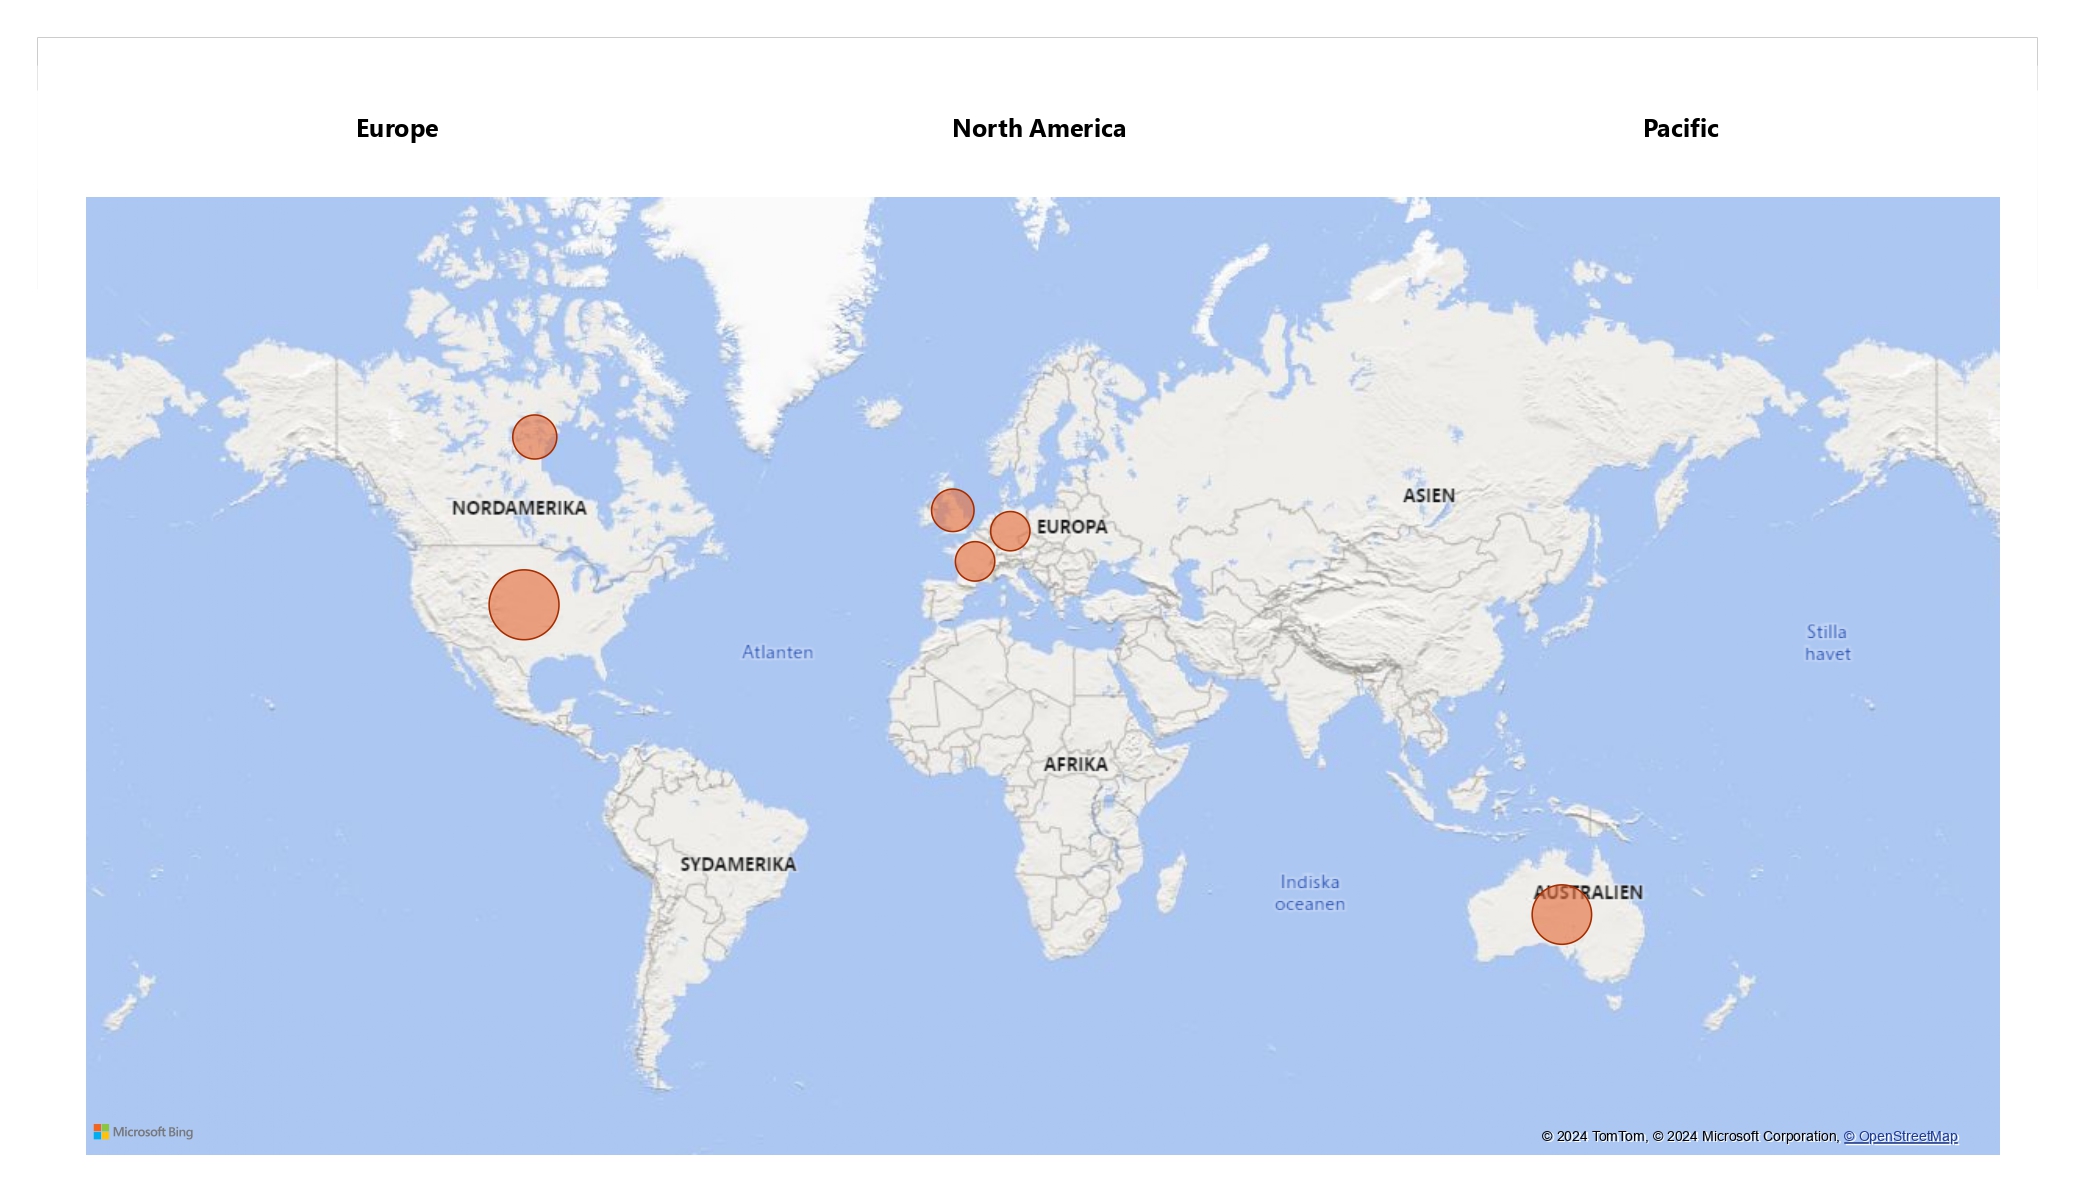 Europe
North America
Pacific
NORDAMERIKA
ASIEN
EUROPA
Atlanten
Stilla
havet
AFRIKA
SYDAMERIKA
Indiska
oceanen
AUSTRALIEN
Microsoft Bing
© 2024 TomTom, © 2024 Microsoft Corporation, © OpenStreetMap